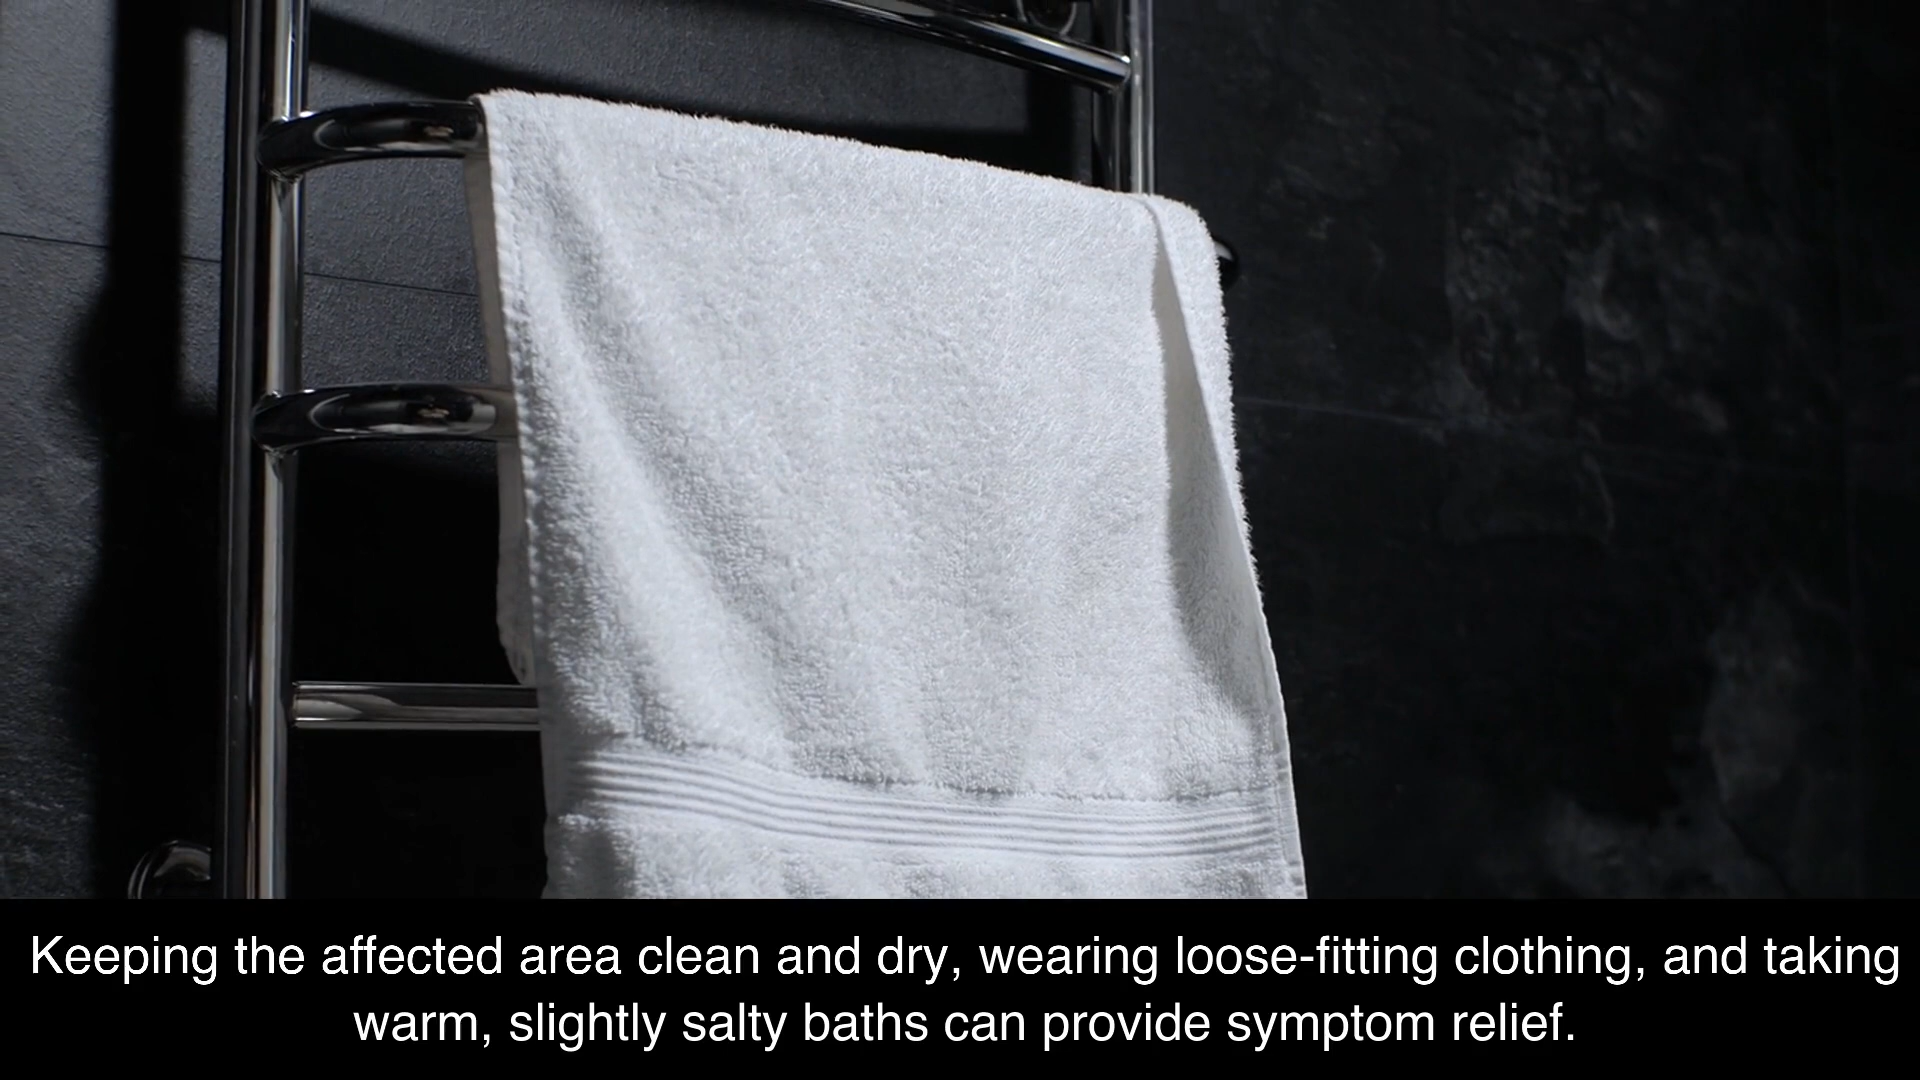 Keeping the affected area clean and dry, wearing loose-fitting clothing, and taking
warm, slightly salty baths can provide symptom relief.